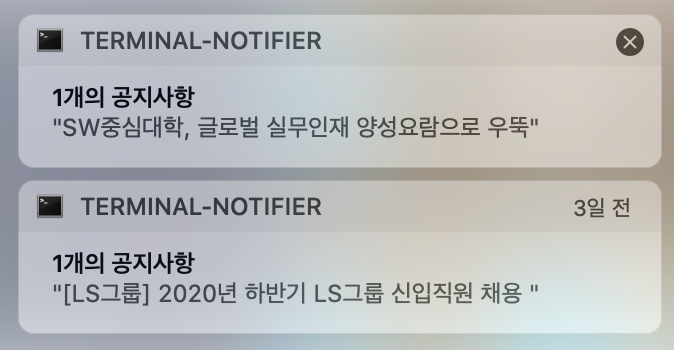 TERMINAL-NOTIFIER
1개의 공지사항
"SW중심대학, 글로벌 실무인재 양성요람으로 우뚝"
TERMINAL-NOTIFIER 3일 전
1개의 공지사항
"[LS그룹] 2020년 하반기 LS그룹 신입직원 채용 "